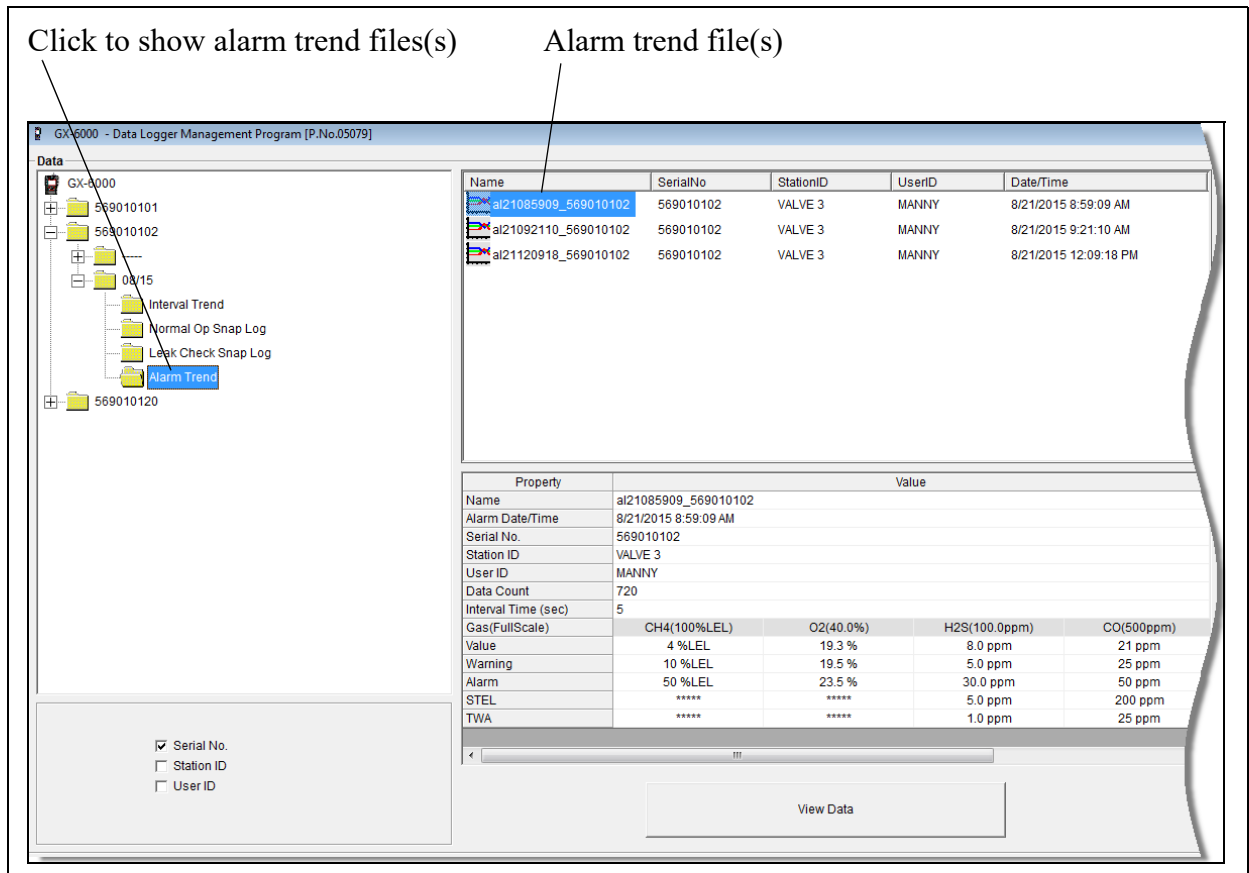 Click to show alarm trend files(s) Alarm trend file(s)
GX-6000 - Data Logger Management Program [P.No.05079]
Data
GX-6000
569010101
569010102
-----
08/15
Interval Trend
Normal Op Snap Log
Leak Check Snap Log
Alarm Trend
569010120
Serial No.
Station ID
User ID
Name SerialNo StationID UserID Date/Time
al21085909_569010102 569010102 VALVE 3 MANNY 8/21/2015 8:59:09 AM
al21092110_569010102 569010102 VALVE 3 MANNY 8/21/2015 9:21:10 AM
al21120918_569010102 569010102 VALVE 3 MANNY 8/21/2015 12:09:18 PM
Property Value
Name al21085909_569010102
Alarm Date/Time 8/21/2015 8:59:09 AM
Serial No. 569010102
Station ID VALVE 3
User ID MANNY
Data Count 720
Interval Time (sec) 5
Gas(FullScale) CH4(100%LEL) O2(40.0%) H2S(100.0ppm) CO(500ppm)
Value 4 %LEL 19.3 % 8.0 ppm 21 ppm
Warning 10 %LEL 19.5 % 5.0 ppm 25 ppm
Alarm 50 %LEL 23.5 % 30.0 ppm 50 ppm
STEL ***** ***** 5.0 ppm 200 ppm
TWA ***** ***** 1.0 ppm 25 ppm
View Data